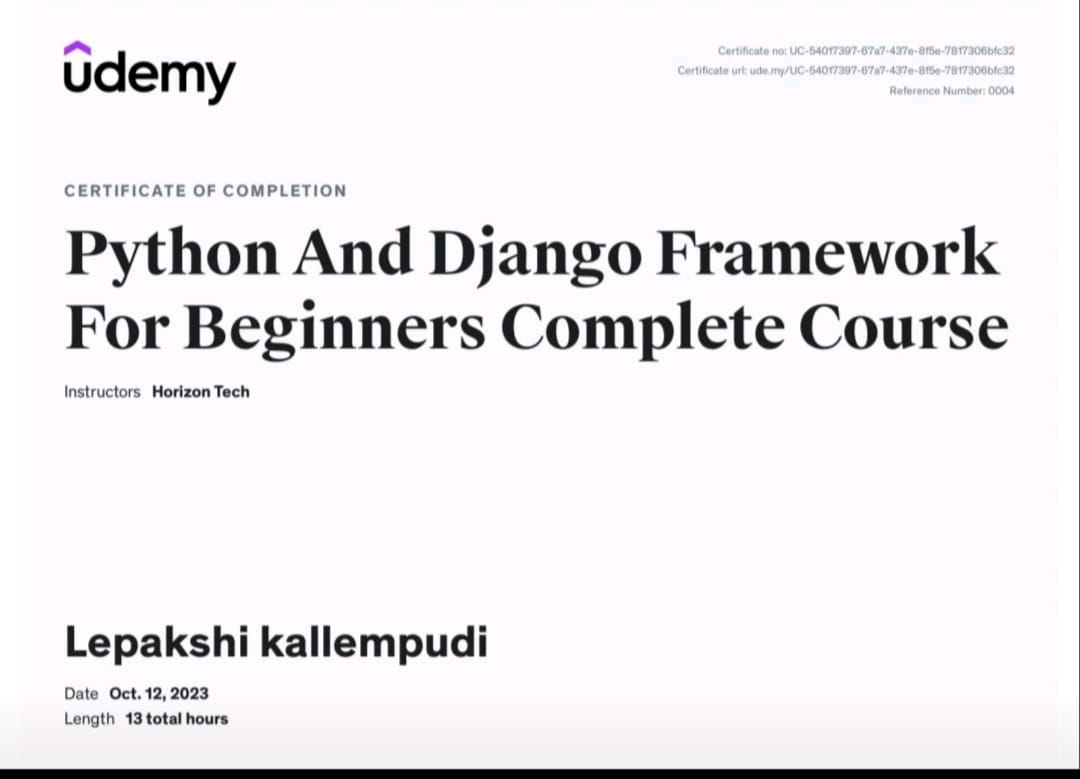 udemy
Certificate no: UC-54017397-67a7-437e-8f5e-7817306bfc32
Certificate url: ude.my/UC-54017397-67a7-437e-8f5e-7817306bfc32
Reference Number: 0004
CERTIFICATE OF COMPLETION
Python And Django Framework
For Beginners Complete Course
Instructors Horizon Tech
Lepakshi kallempudi
Date Oct. 12, 2023
Length 13 total hours